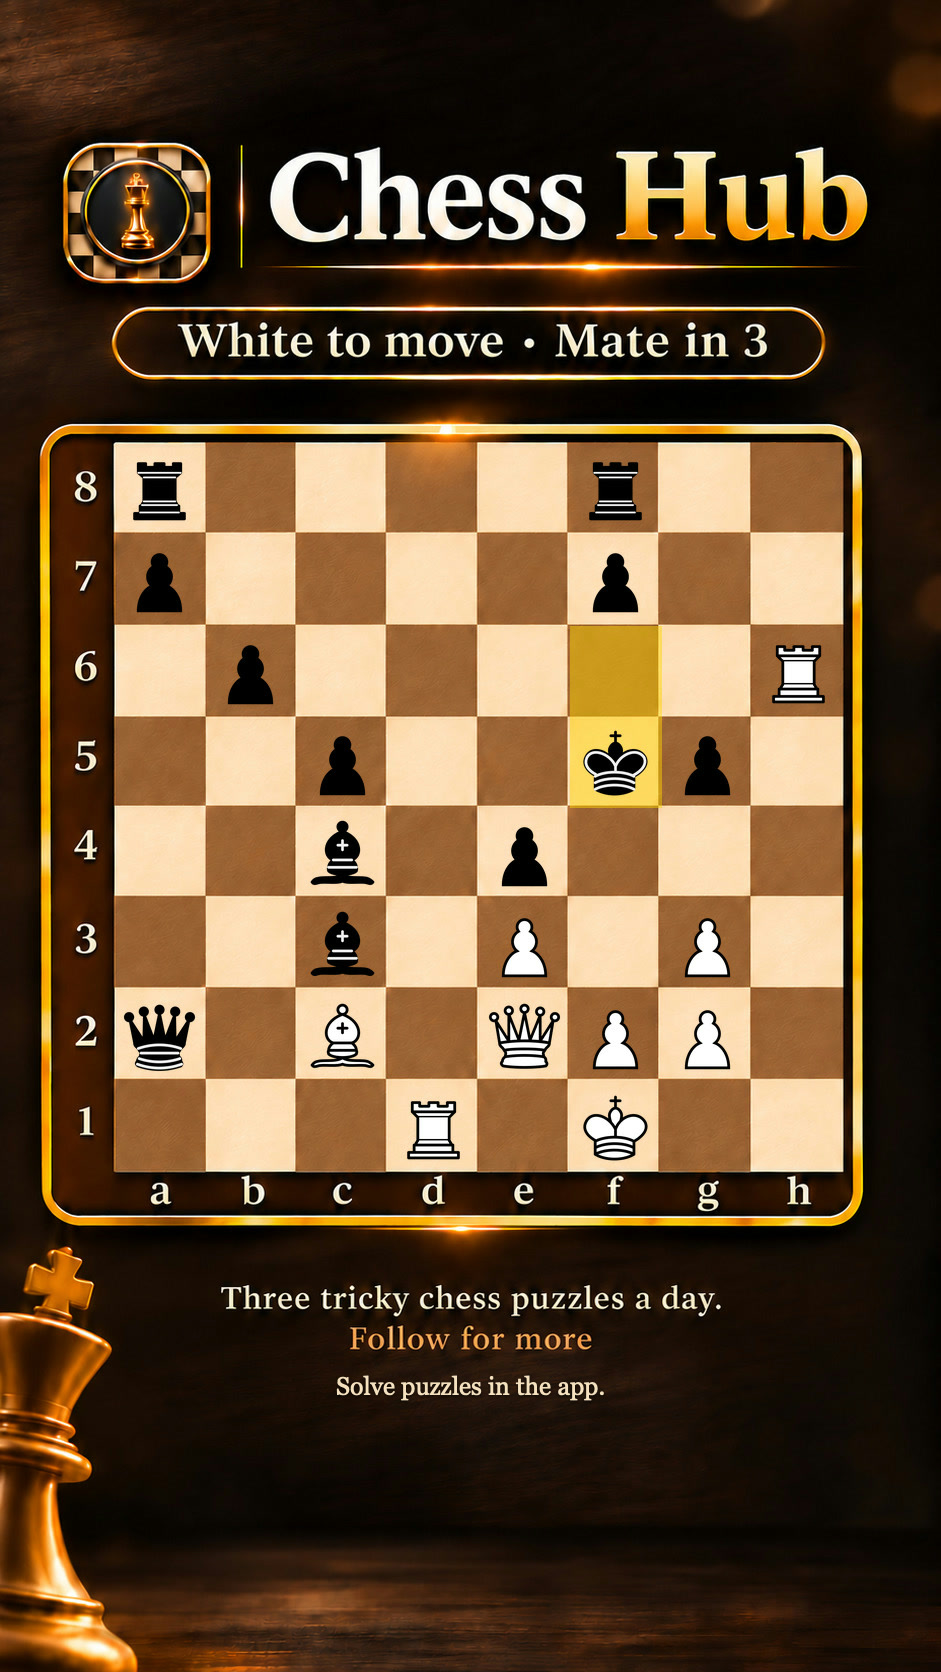 Chess Hub
White to move • Mate in 3
8
7
6
5
4
3
2
1
a b c d e f g h
Three tricky chess puzzles a day.
Follow for more
Solve puzzles in the app.